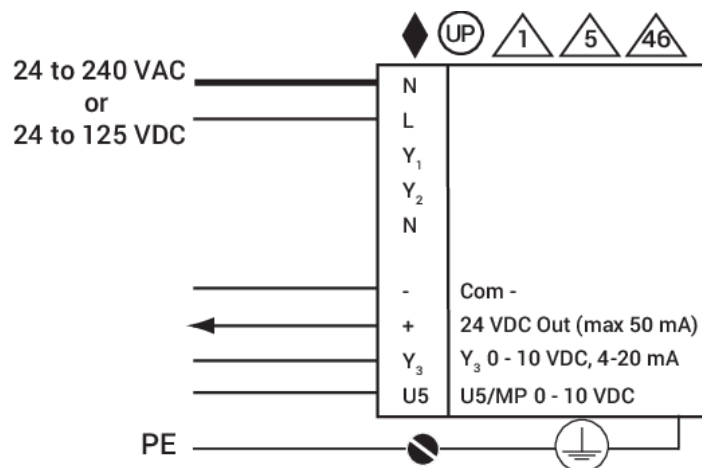 UP 1 5 46
24 to 240 VAC
or
24 to 125 VDC
N
L
Y₁
Y₂
N
- Com -
+ 24 VDC Out (max 50 mA)
Y₃ Y₃ 0 - 10 VDC, 4-20 mA
U5 U5/MP 0 - 10 VDC
PE